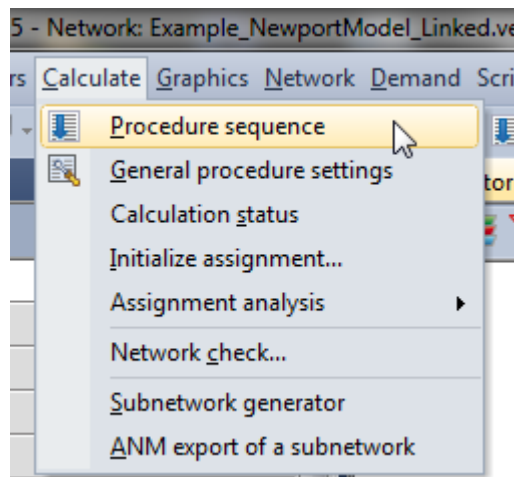 5 - Network: Example_NewportModel_Linked.ve
rs Calculate Graphics Network Demand Scri
Procedure sequence
General procedure settings
tor
Calculation status
Initialize assignment...
Assignment analysis
Network check...
Subnetwork generator
ANM export of a subnetwork